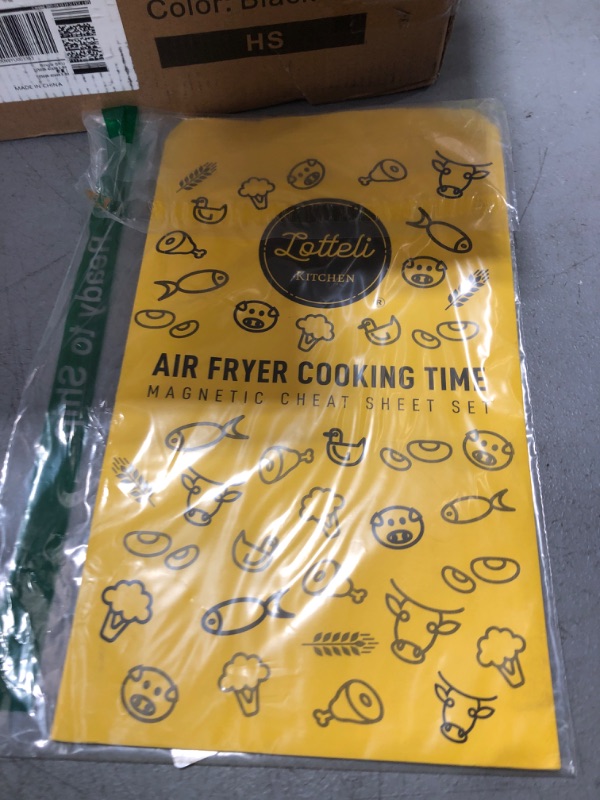 Color: Black
HS
MADE IN CHINA
Ready to Ship
Lotteli
KITCHEN
®
AIR FRYER COOKING TIME
MAGNETIC CHEAT SHEET SET